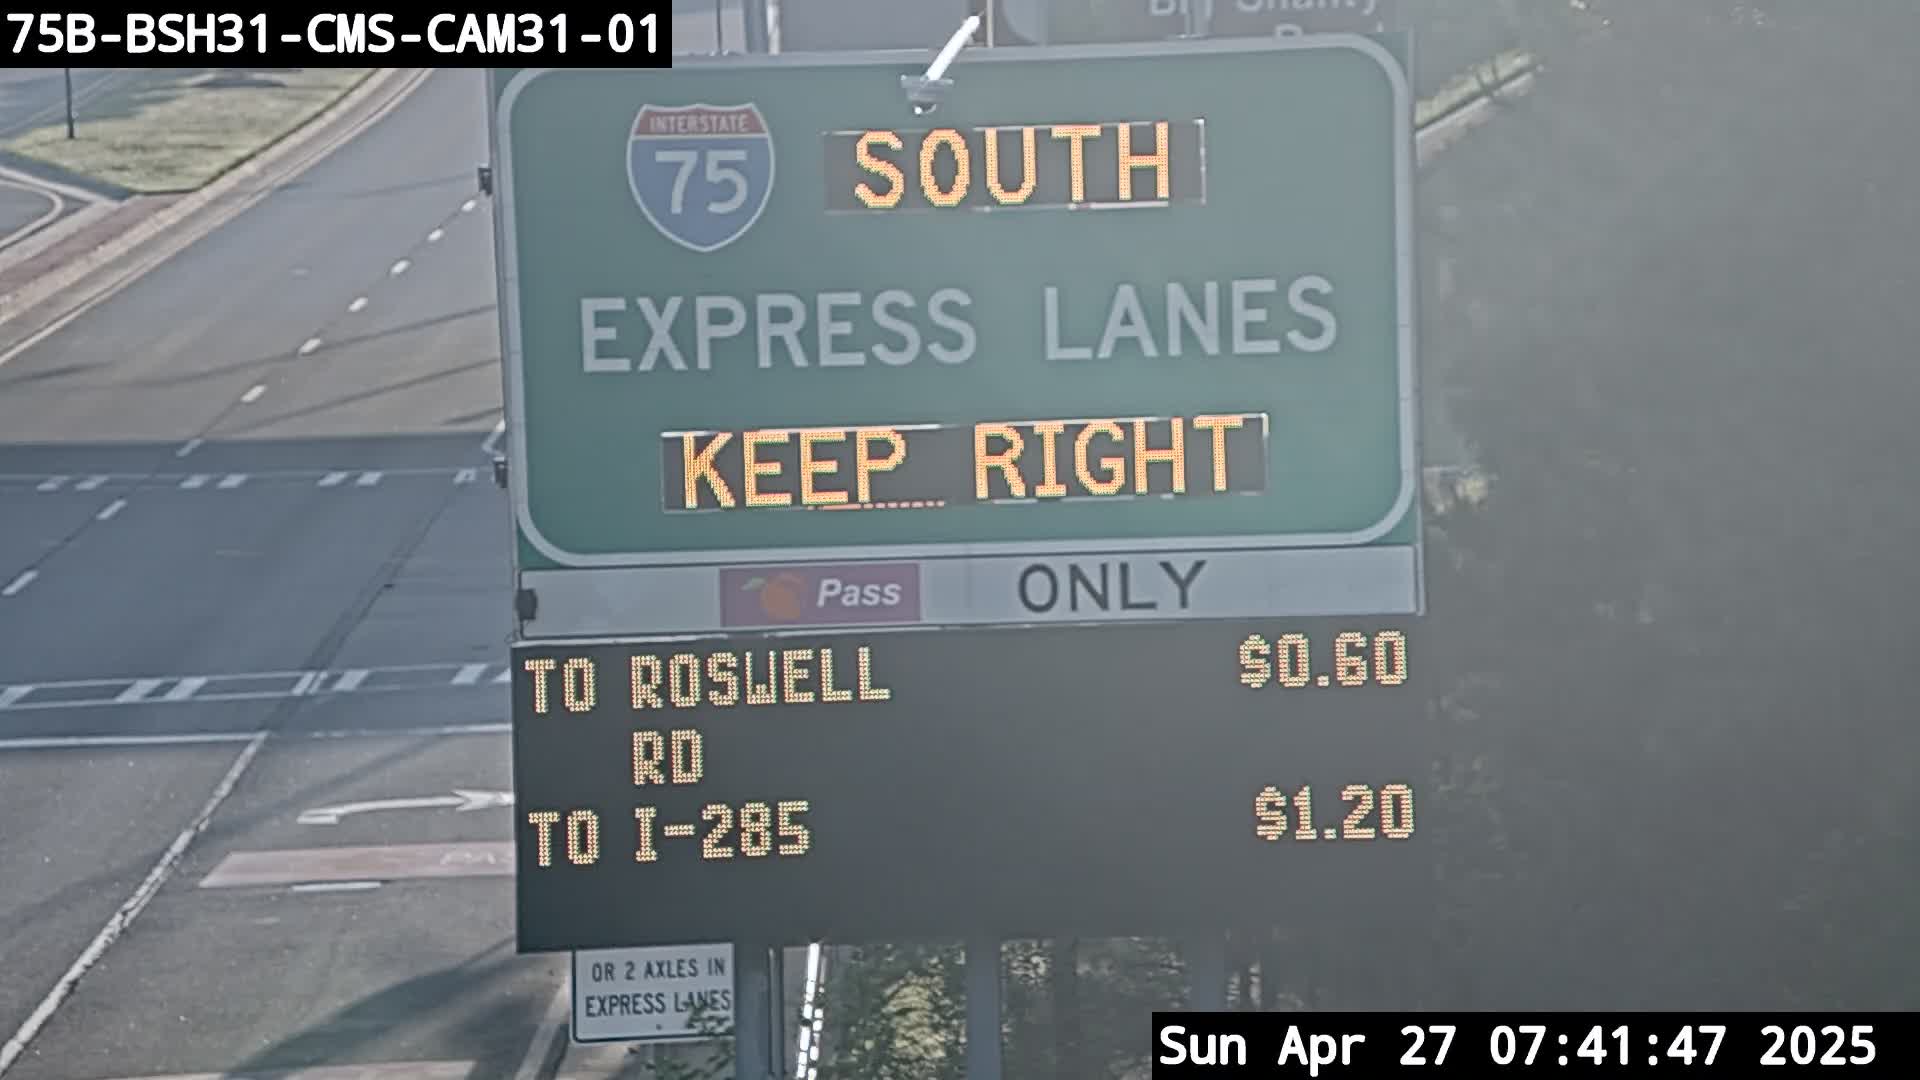 75B-BSH31-CMS-CAM31-01
Shanty
INTERSTATE
75
SOUTH
EXPRESS LANES
KEEP RIGHT
Pass ONLY
TO ROSWELL $0.60
RD
TO I-285 $1.20
OR 2 AXLES IN
EXPRESS LANES
Sun Apr 27 07:41:47 2025